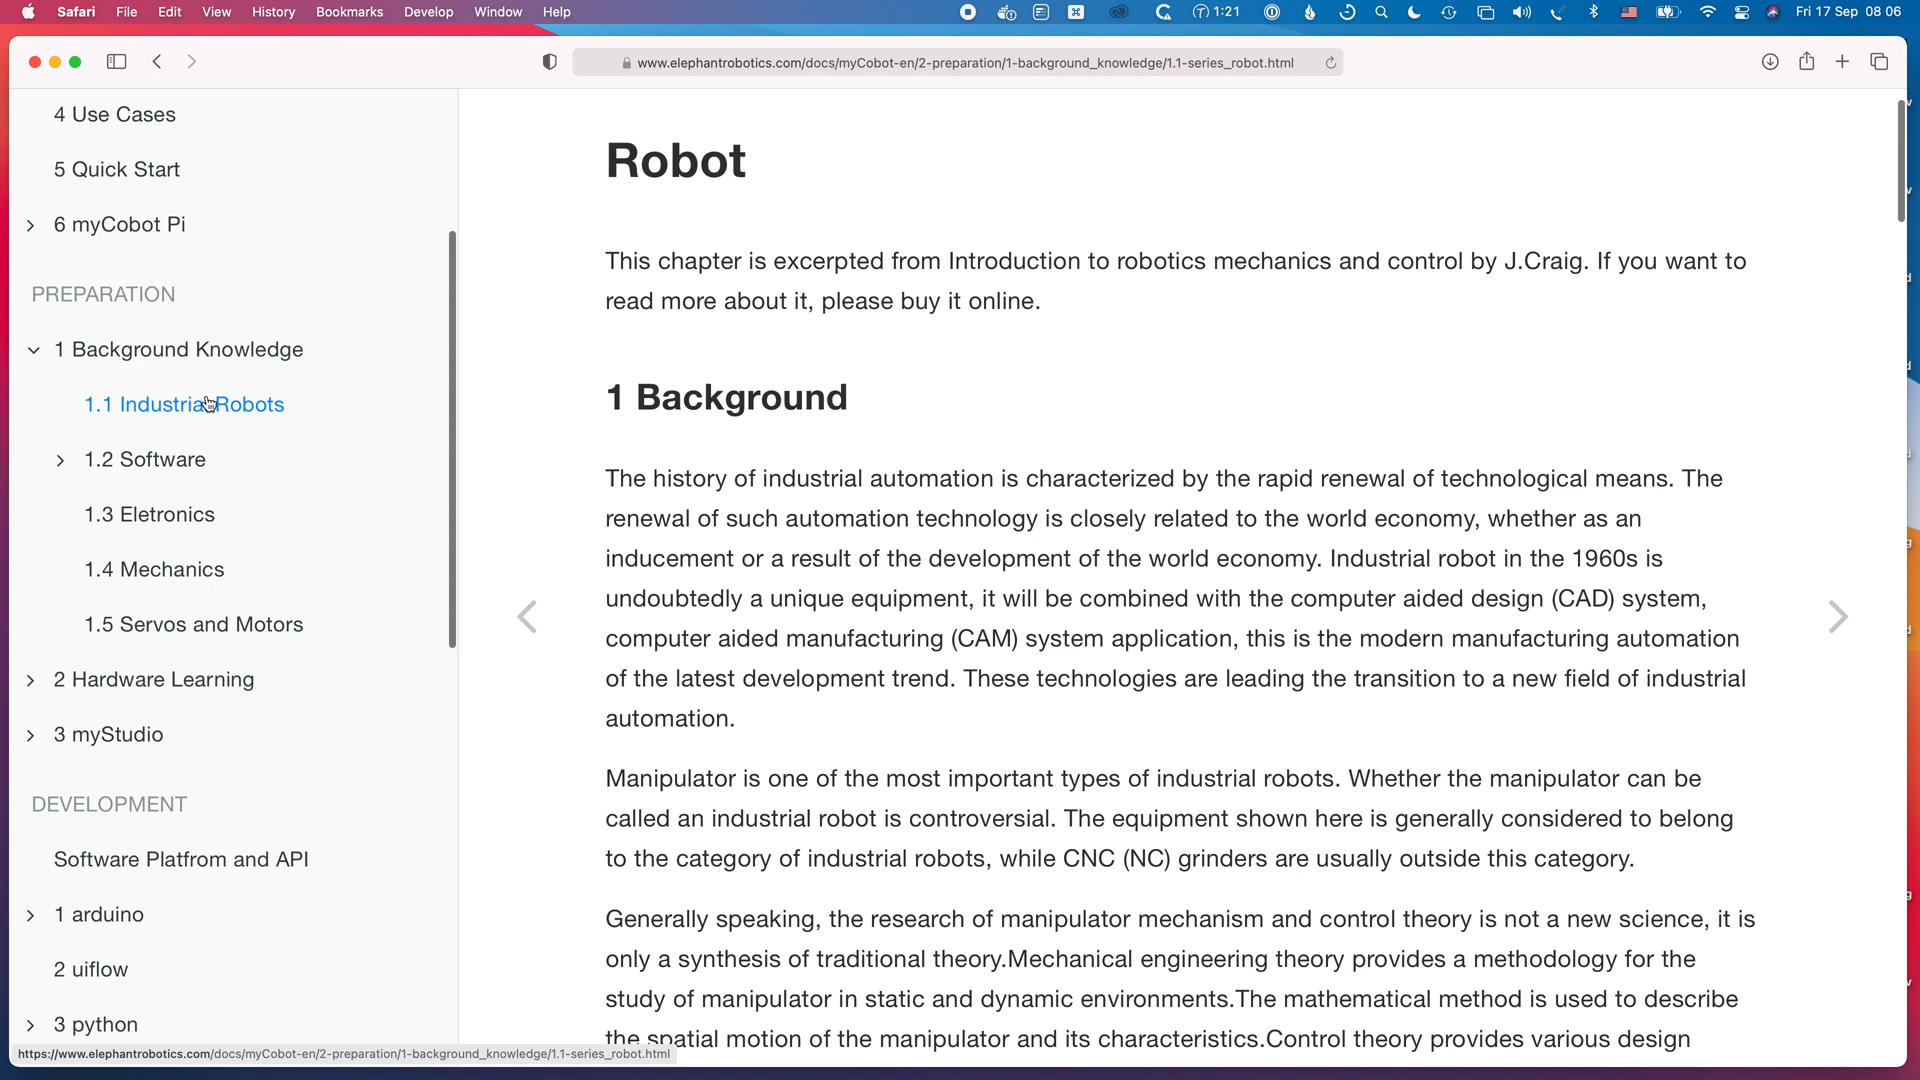 Safari File Edit View History Bookmarks Develop Window Help 1:21 Fri 17 Sep 08 06
www.elephantrobotics.com/docs/myCobot-en/2-preparation/1-background_knowledge/1.1-series_robot.html
4 Use Cases
5 Quick Start
6 myCobot Pi
PREPARATION
1 Background Knowledge
1.1 Industrial Robots
1.2 Software
1.3 Eletronics
1.4 Mechanics
1.5 Servos and Motors
2 Hardware Learning
3 myStudio
DEVELOPMENT
Software Platfrom and API
1 arduino
2 uiflow
3 python
https://www.elephantrobotics.com/docs/myCobot-en/2-preparation/1-background_knowledge/1.1-series_robot.html
Robot
This chapter is excerpted from Introduction to robotics mechanics and control by J.Craig. If you want to
read more about it, please buy it online.
1 Background
The history of industrial automation is characterized by the rapid renewal of technological means. The
renewal of such automation technology is closely related to the world economy, whether as an
inducement or a result of the development of the world economy. Industrial robot in the 1960s is
undoubtedly a unique equipment, it will be combined with the computer aided design (CAD) system,
computer aided manufacturing (CAM) system application, this is the modern manufacturing automation
of the latest development trend. These technologies are leading the transition to a new field of industrial
automation.
Manipulator is one of the most important types of industrial robots. Whether the manipulator can be
called an industrial robot is controversial. The equipment shown here is generally considered to belong
to the category of industrial robots, while CNC (NC) grinders are usually outside this category.
Generally speaking, the research of manipulator mechanism and control theory is not a new science, it is
only a synthesis of traditional theory.Mechanical engineering theory provides a methodology for the
study of manipulator in static and dynamic environments.The mathematical method is used to describe
the spatial motion of the manipulator and its characteristics.Control theory provides various design